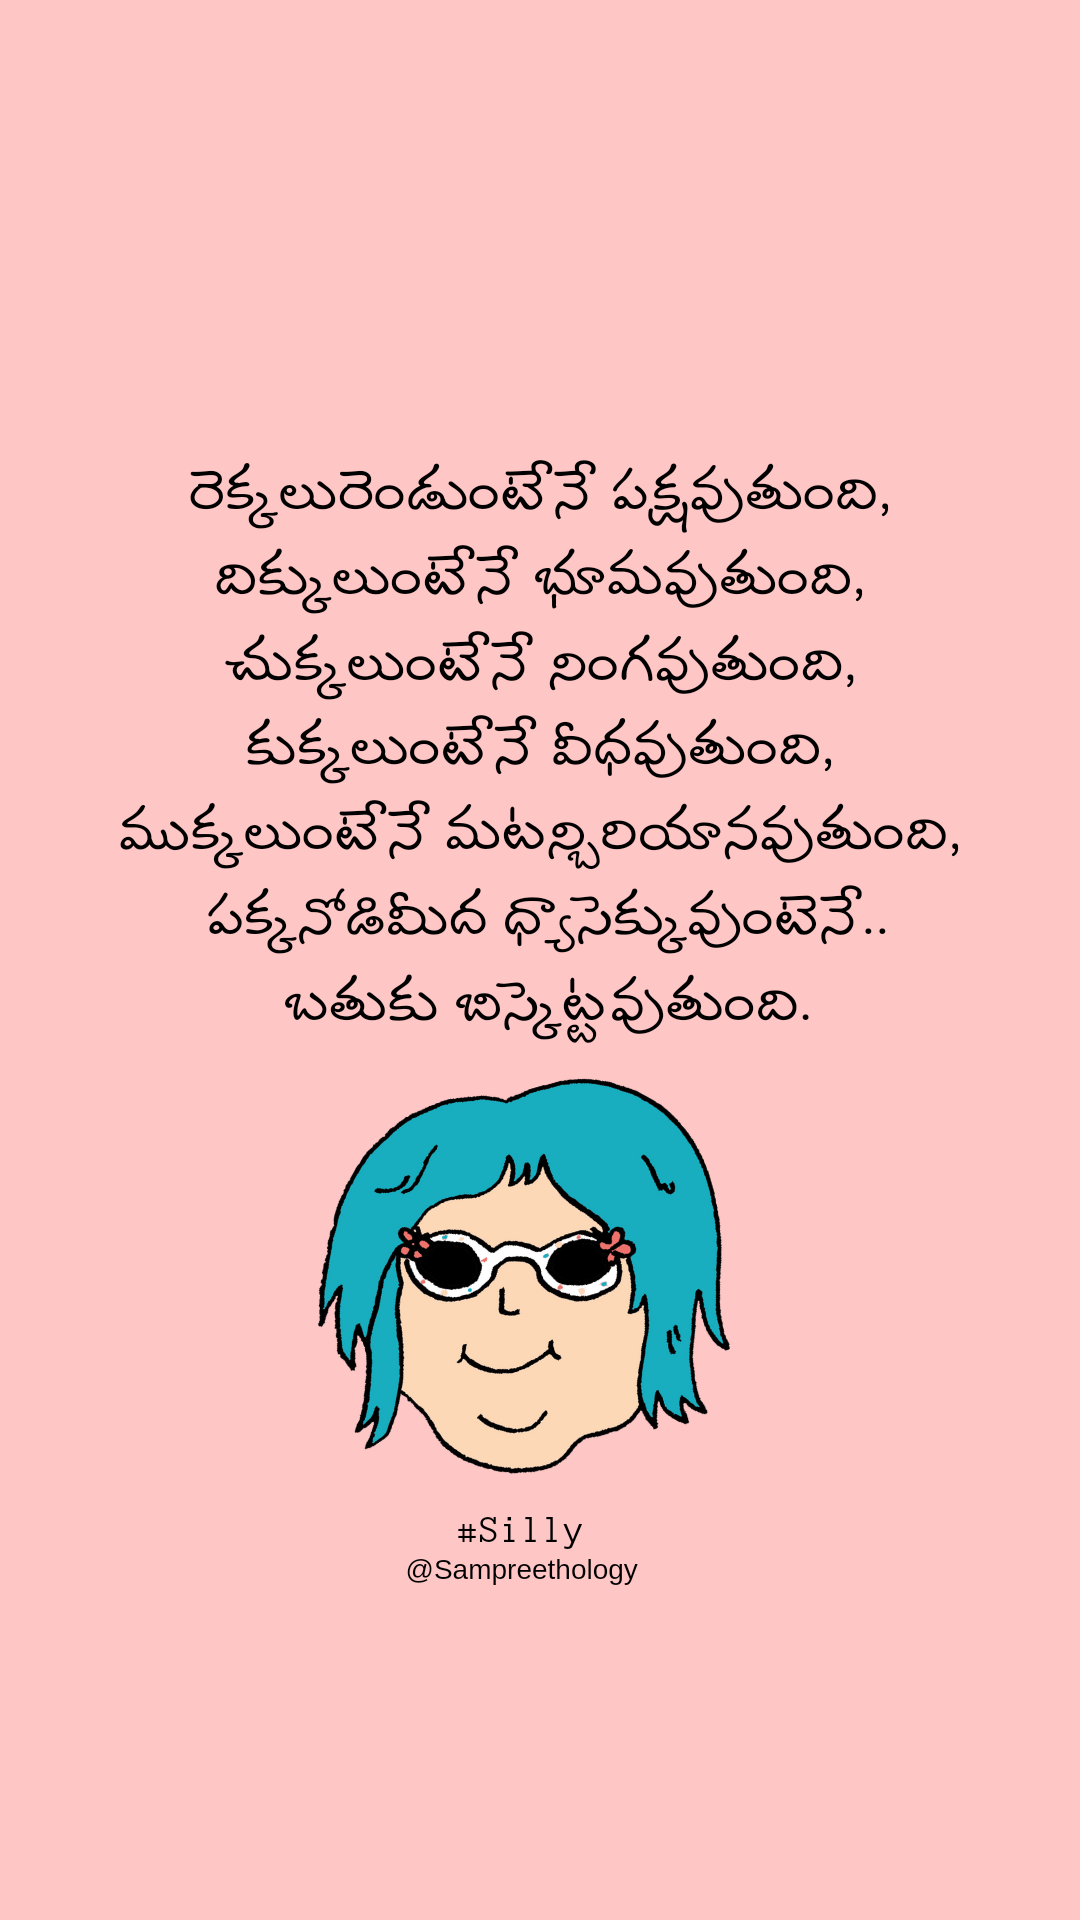 రెక్కలురెండుంటేనే పక్షవుతుంది,
దిక్కులుంటేనే భూమవుతుంది,
చుక్కలుంటేనే నింగవుతుంది,
కుక్కలుంటేనే వీధవుతుంది,
ముక్కలుంటేనే మటన్బిరియానవుతుంది,
పక్కనోడిమీద ధ్యాసెక్కువుంటెనే..
బతుకు బిస్కెట్టవుతుంది.
#Silly
@Sampreethology